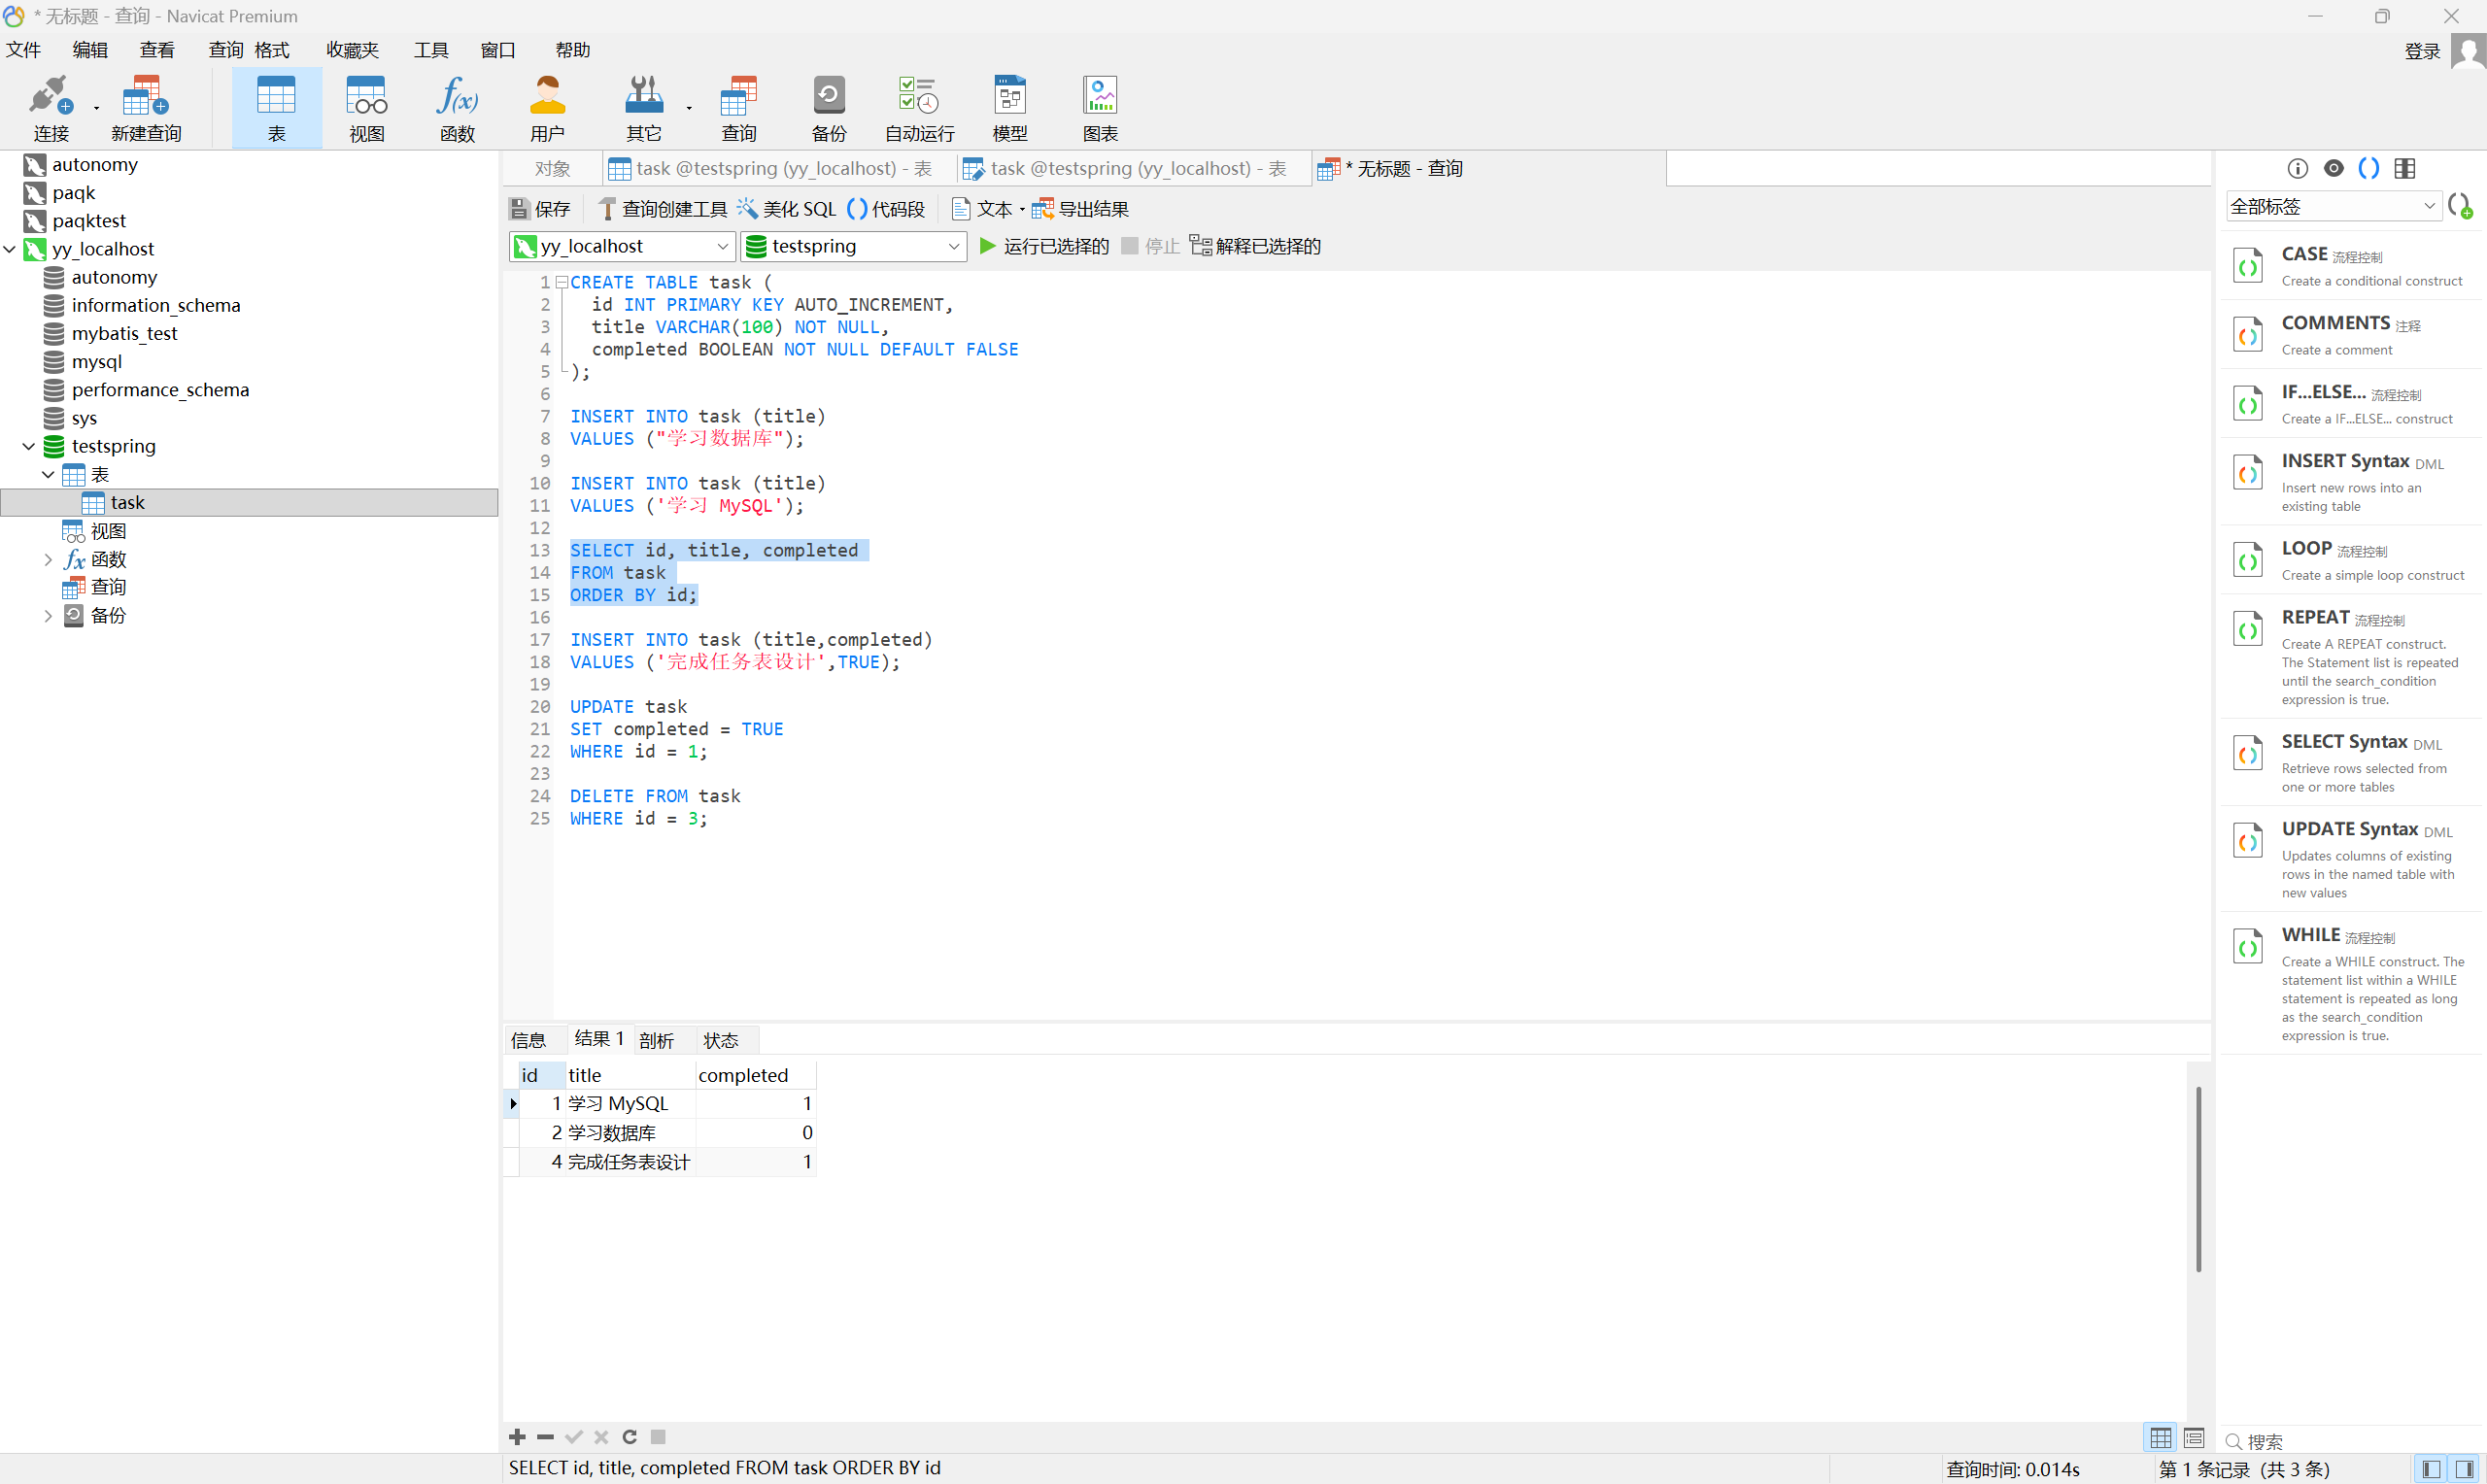 * 无标题 - 查询 - Navicat Premium
文件 编辑 查看 查询 格式 收藏夹 工具 窗口 帮助 登录
连接 新建查询 表 视图 函数 用户 其它 查询 备份 自动运行 模型 图表
autonomy
paqk
paqktest
yy_localhost
autonomy
information_schema
mybatis_test
mysql
performance_schema
sys
testspring
表
task
视图
函数
查询
备份
对象 task @testspring (yy_localhost) - 表 task @testspring (yy_localhost) - 表 * 无标题 - 查询
保存 查询创建工具 美化 SQL 代码段 文本 导出结果
yy_localhost testspring 运行已选择的 停止 解释已选择的
1 CREATE TABLE task (
2 id INT PRIMARY KEY AUTO_INCREMENT,
3 title VARCHAR(100) NOT NULL,
4 completed BOOLEAN NOT NULL DEFAULT FALSE
5 );
6
7 INSERT INTO task (title)
8 VALUES ("学习数据库");
9
10 INSERT INTO task (title)
11 VALUES ('学习 MySQL');
12
13 SELECT id, title, completed
14 FROM task
15 ORDER BY id;
16
17 INSERT INTO task (title,completed)
18 VALUES ('完成任务表设计',TRUE);
19
20 UPDATE task
21 SET completed = TRUE
22 WHERE id = 1;
23
24 DELETE FROM task
25 WHERE id = 3;
信息 结果 1 剖析 状态
id title completed
1 学习 MySQL 1
2 学习数据库 0
4 完成任务表设计 1
全部标签
CASE 流程控制
Create a conditional construct
COMMENTS 注释
Create a comment
IF...ELSE... 流程控制
Create a IF...ELSE... construct
INSERT Syntax DML
Insert new rows into an
existing table
LOOP 流程控制
Create a simple loop construct
REPEAT 流程控制
Create A REPEAT construct.
The Statement list is repeated
until the search_condition
expression is true.
SELECT Syntax DML
Retrieve rows selected from
one or more tables
UPDATE Syntax DML
Updates columns of existing
rows in the named table with
new values
WHILE 流程控制
Create a WHILE construct. The
statement list within a WHILE
statement is repeated as long
as the search_condition
expression is true.
搜索
SELECT id, title, completed FROM task ORDER BY id 查询时间: 0.014s 第 1 条记录 (共 3 条)